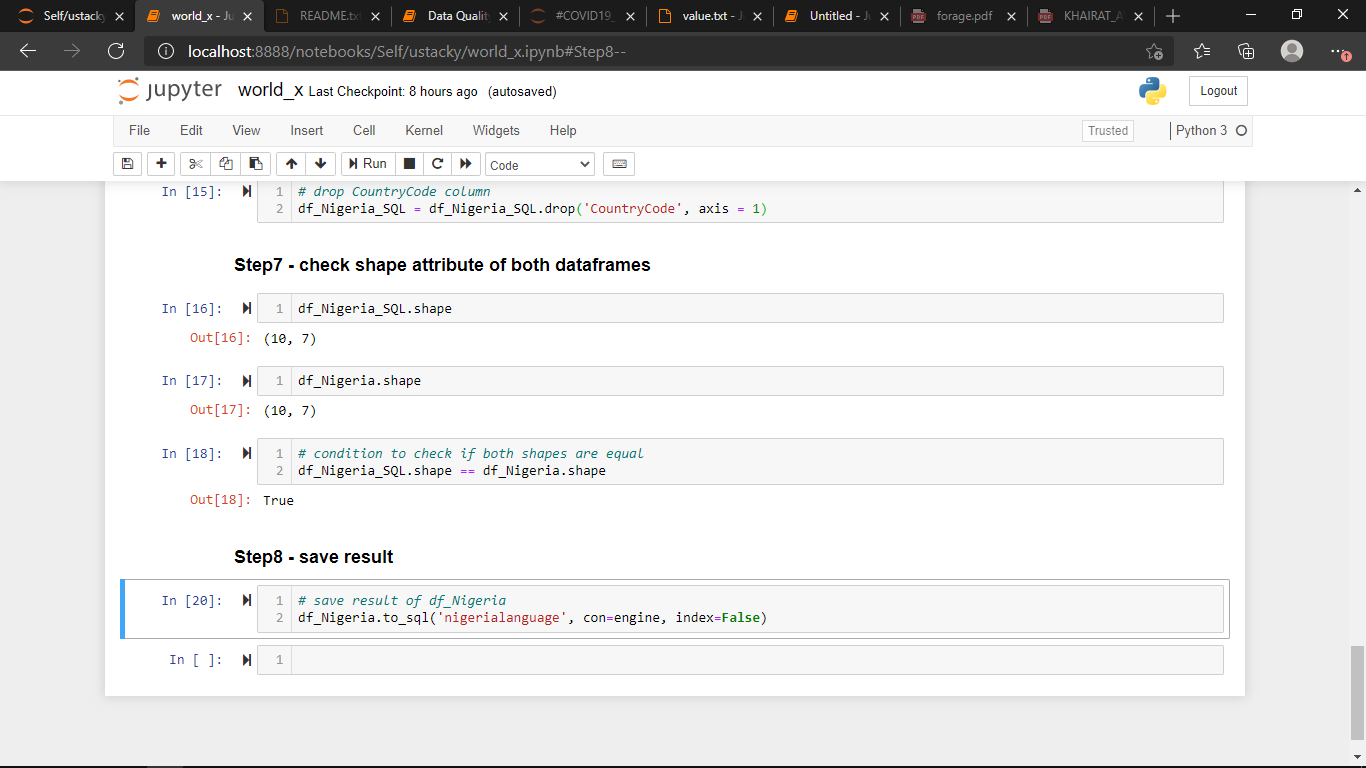 Self/ustacky
world_x - Ju
README.txt
Data Quality
#COVID19_
value.txt - J
Untitled - Ju
forage.pdf
KHAIRAT_A
localhost:8888/notebooks/Self/ustacky/world_x.ipynb#Step8--
jupyter world_x Last Checkpoint: 8 hours ago (autosaved)
Logout
File Edit View Insert Cell Kernel Widgets Help
Trusted Python 3
Run Code
In [15]: 1 # drop CountryCode column
2 df_Nigeria_SQL = df_Nigeria_SQL.drop('CountryCode', axis = 1)
Step7 - check shape attribute of both dataframes
In [16]: 1 df_Nigeria_SQL.shape
Out[16]: (10, 7)
In [17]: 1 df_Nigeria.shape
Out[17]: (10, 7)
In [18]: 1 # condition to check if both shapes are equal
2 df_Nigeria_SQL.shape == df_Nigeria.shape
Out[18]: True
Step8 - save result
In [20]: 1 # save result of df_Nigeria
2 df_Nigeria.to_sql('nigerialanguage', con=engine, index=False)
In [ ]: 1